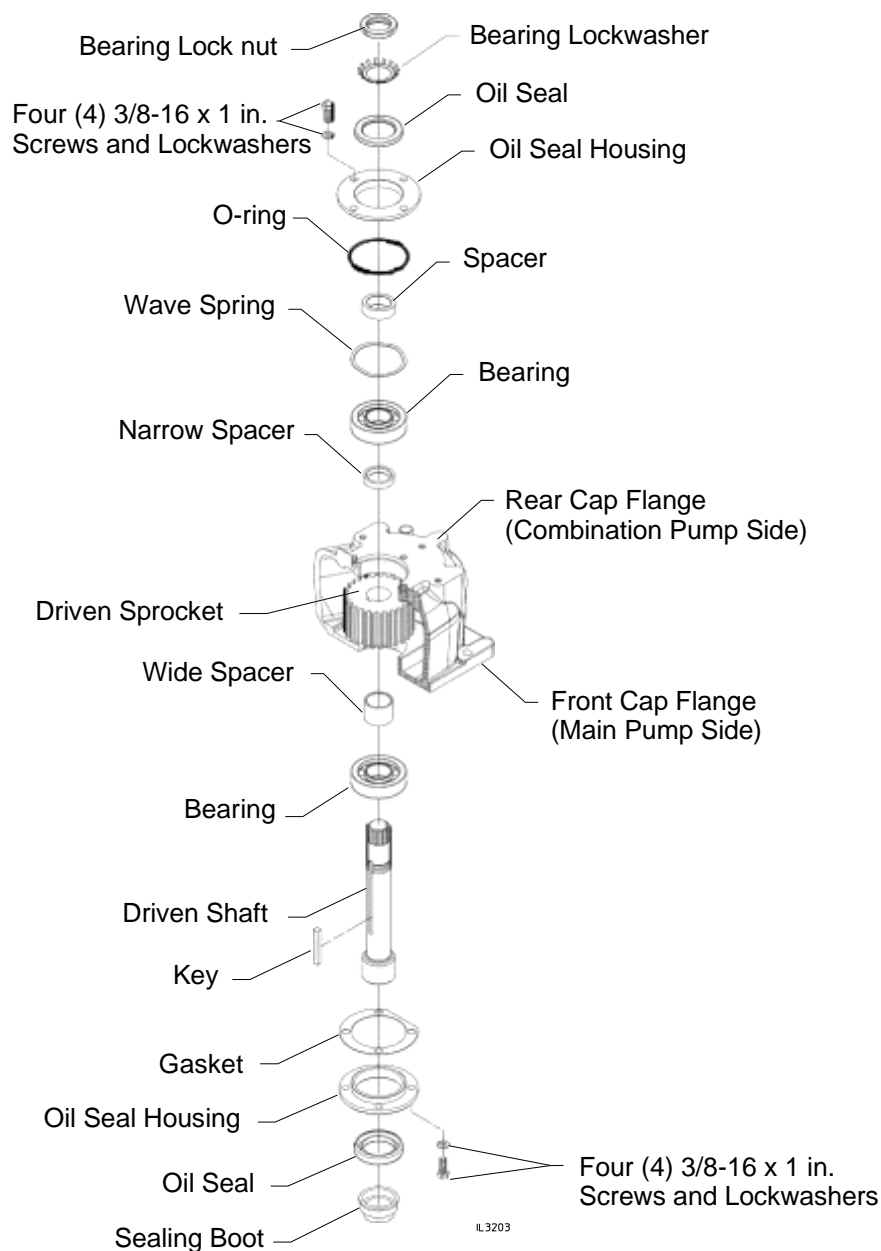 Bearing Lock nut
Bearing Lockwasher
Four (4) 3/8-16 x 1 in.
Screws and Lockwashers
Oil Seal
Oil Seal Housing
O-ring
Spacer
Wave Spring
Bearing
Narrow Spacer
Rear Cap Flange
(Combination Pump Side)
Driven Sprocket
Wide Spacer
Front Cap Flange
(Main Pump Side)
Bearing
Driven Shaft
Key
Gasket
Oil Seal Housing
Oil Seal
Four (4) 3/8-16 x 1 in.
Screws and Lockwashers
Sealing Boot
IL3203